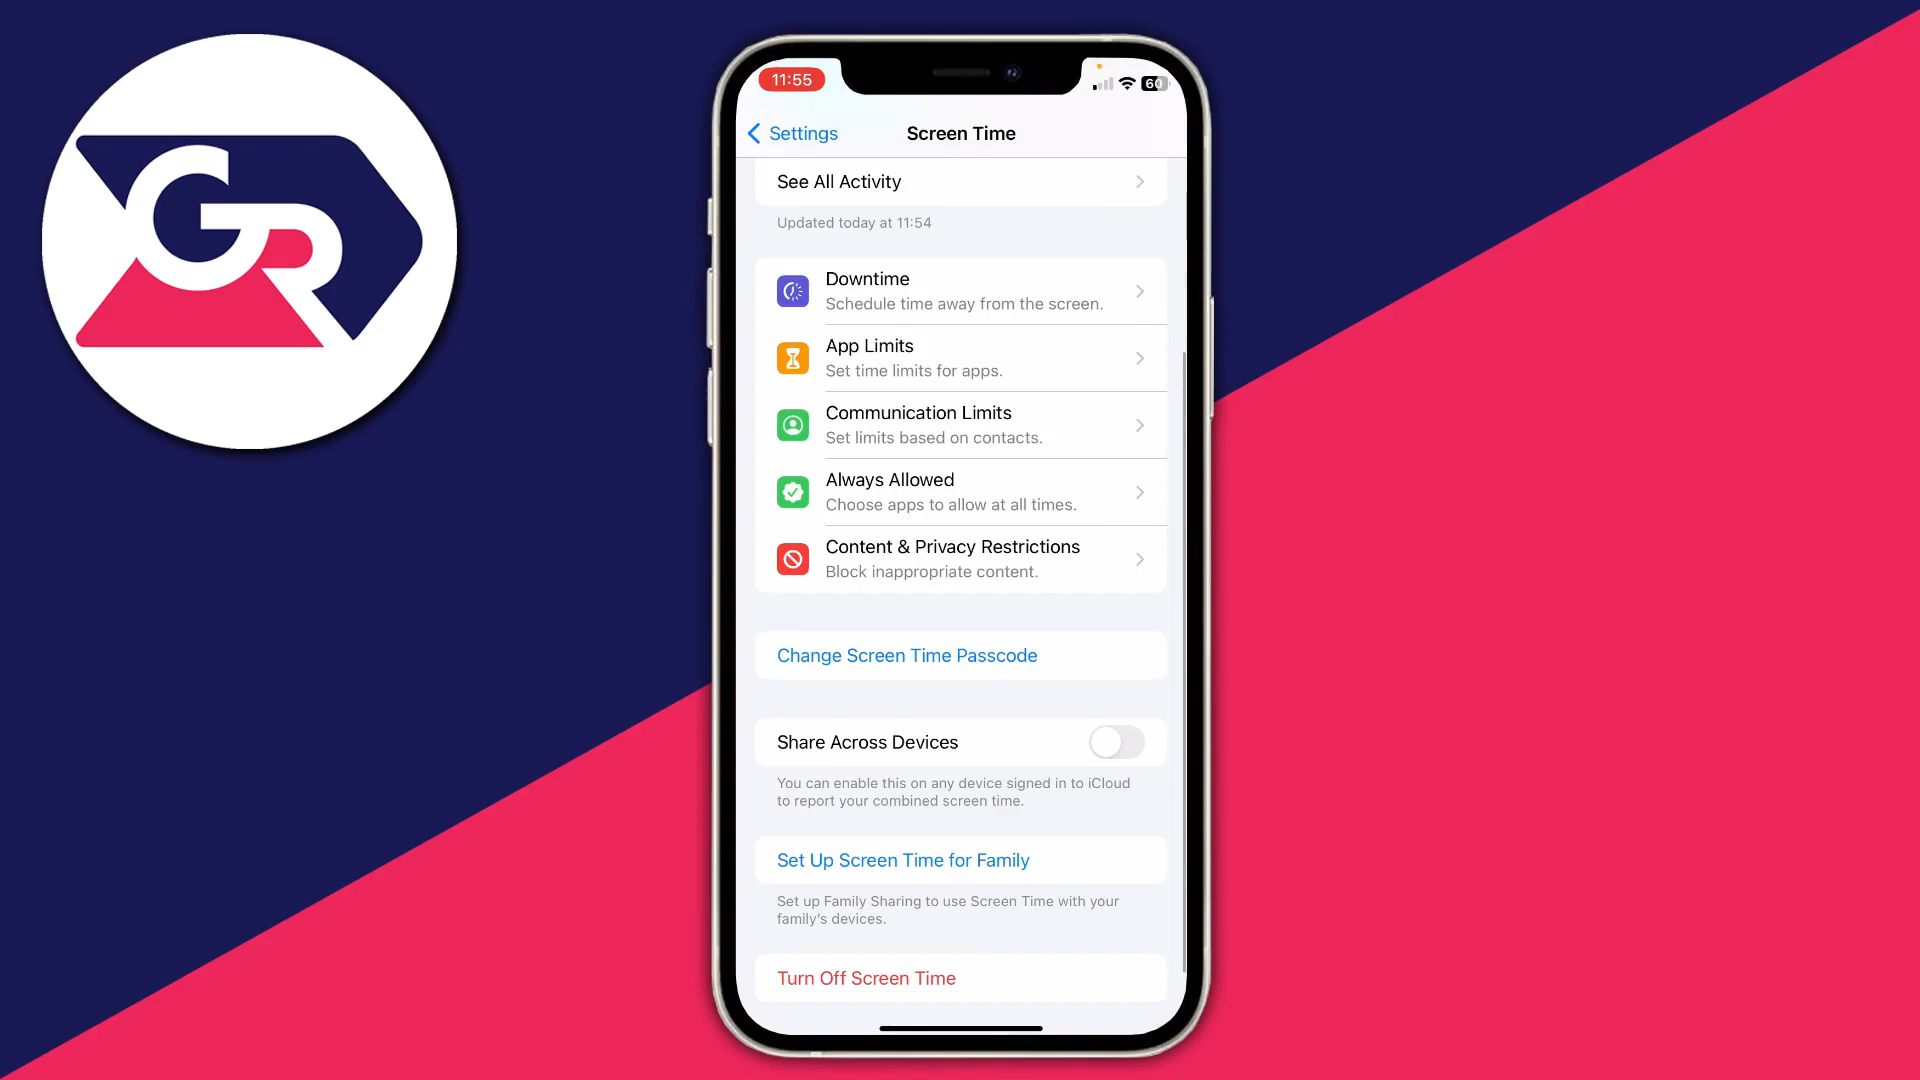 GR
11:55
60
Settings
Screen Time
See All Activity
Updated today at 11:54
Downtime
Schedule time away from the screen.
App Limits
Set time limits for apps.
Communication Limits
Set limits based on contacts.
Always Allowed
Choose apps to allow at all times.
Content & Privacy Restrictions
Block inappropriate content.
Change Screen Time Passcode
Share Across Devices
You can enable this on any device signed in to iCloud
to report your combined screen time.
Set Up Screen Time for Family
Set up Family Sharing to use Screen Time with your
family's devices.
Turn Off Screen Time